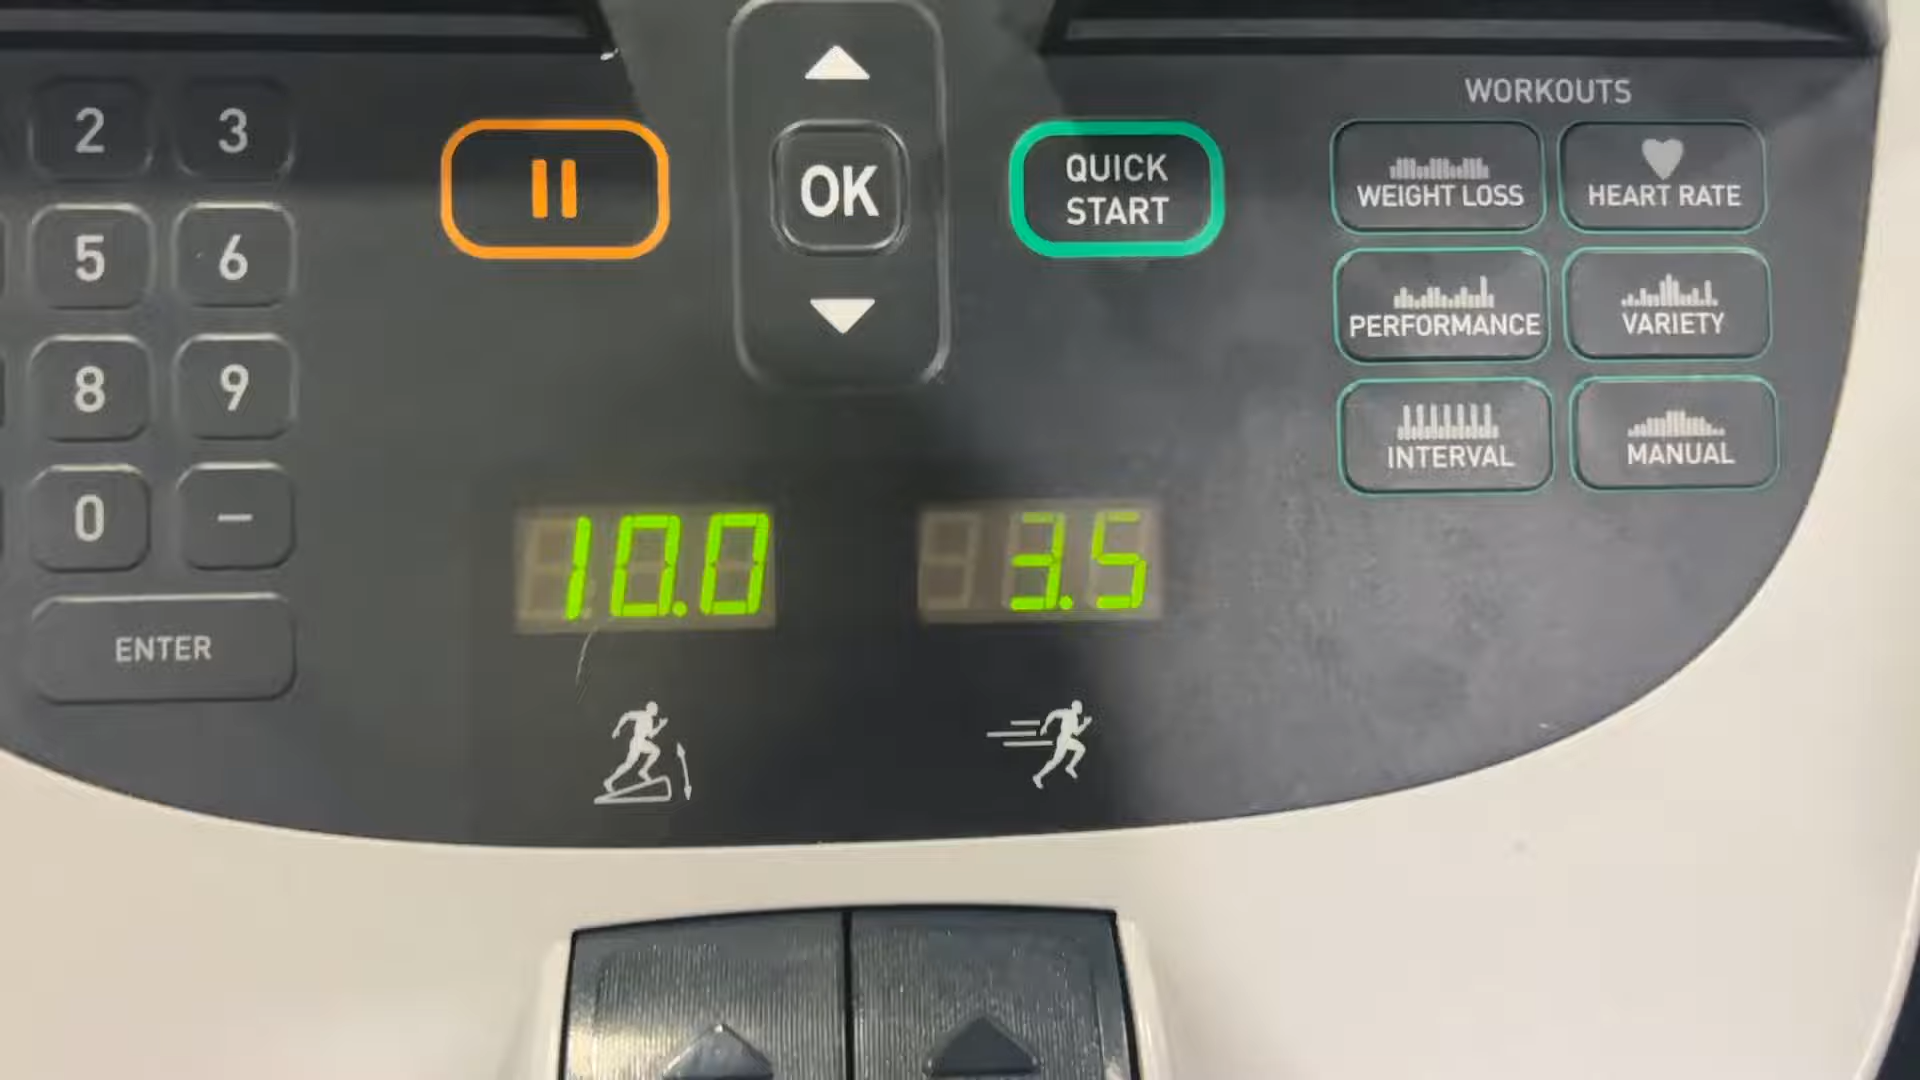 WORKOUTS
2 3
OK
QUICK
START
WEIGHT LOSS HEART RATE
5 6
PERFORMANCE VARIETY
8 9
INTERVAL MANUAL
0 -
10.0 3.5
ENTER